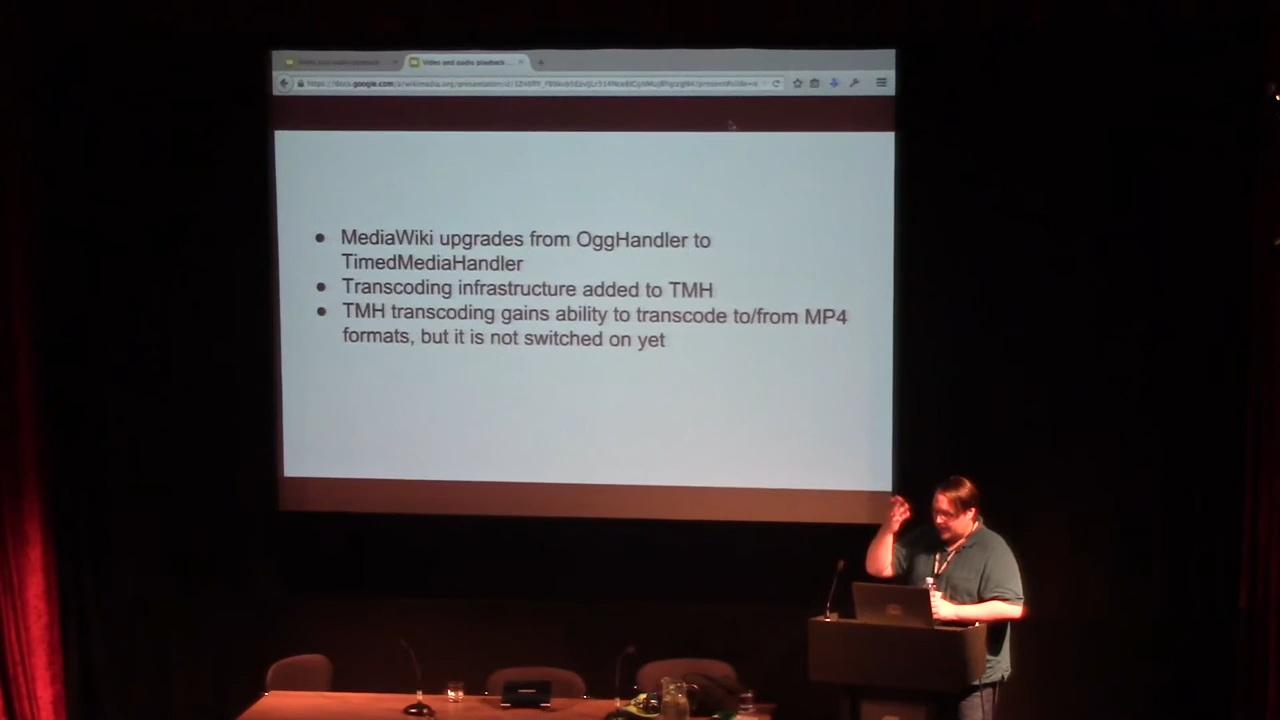 Video and audio playback ...
MediaWiki upgrades from OggHandler to
TimedMediaHandler
Transcoding infrastructure added to TMH
TMH transcoding gains ability to transcode to/from MP4
formats, but it is not switched on yet